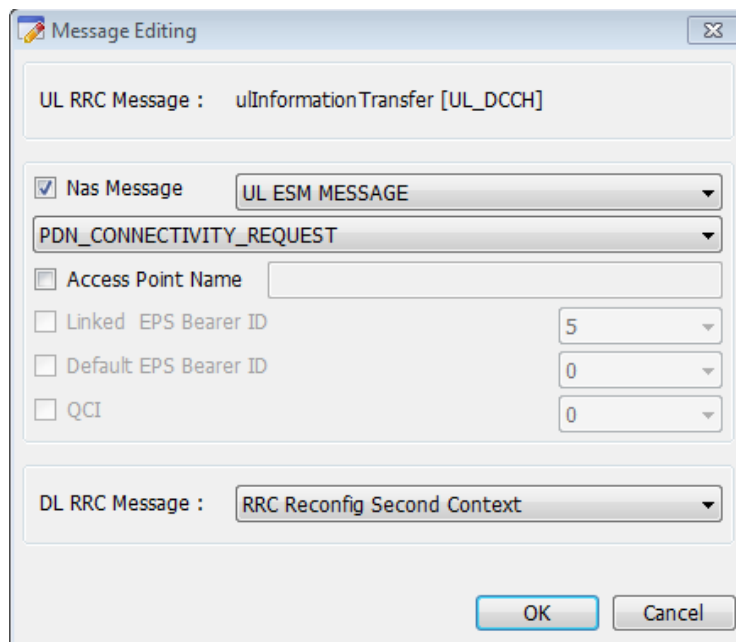 Message Editing
UL RRC Message : ulInformationTransfer [UL_DCCH]
Nas Message UL ESM MESSAGE
PDN_CONNECTIVITY_REQUEST
Access Point Name
Linked EPS Bearer ID 5
Default EPS Bearer ID 0
QCI 0
DL RRC Message : RRC Reconfig Second Context
OK Cancel